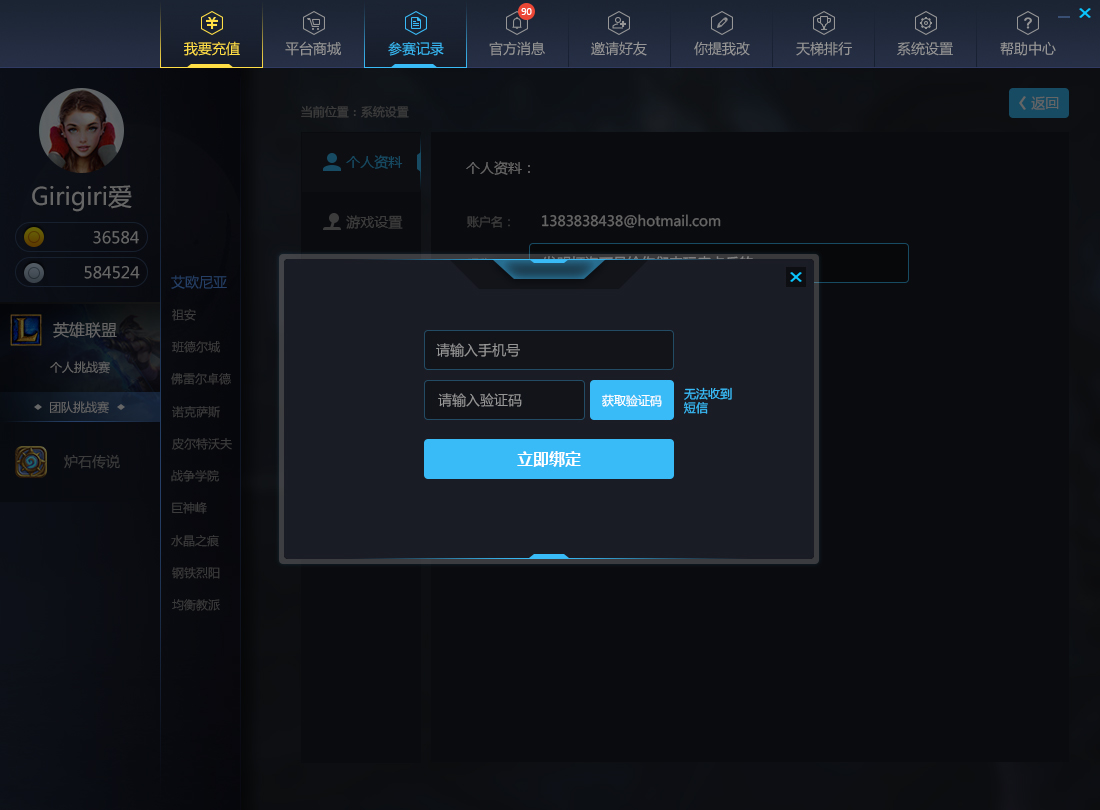 我要充值
平台商城
参赛记录
90
官方消息
邀请好友
你提我改
天梯排行
系统设置
帮助中心
Girigiri爱
36584
584524
英雄联盟
个人挑战赛
团队挑战赛
炉石传说
艾欧尼亚
祖安
班德尔城
佛雷尔卓德
诺克萨斯
皮尔特沃夫
战争学院
巨神峰
水晶之痕
钢铁烈阳
均衡教派
当前位置：系统设置
返回
个人资料
游戏设置
个人资料：
账户名： 1383838438@hotmail.com
请输入手机号
请输入验证码
获取验证码
无法收到
短信
立即绑定